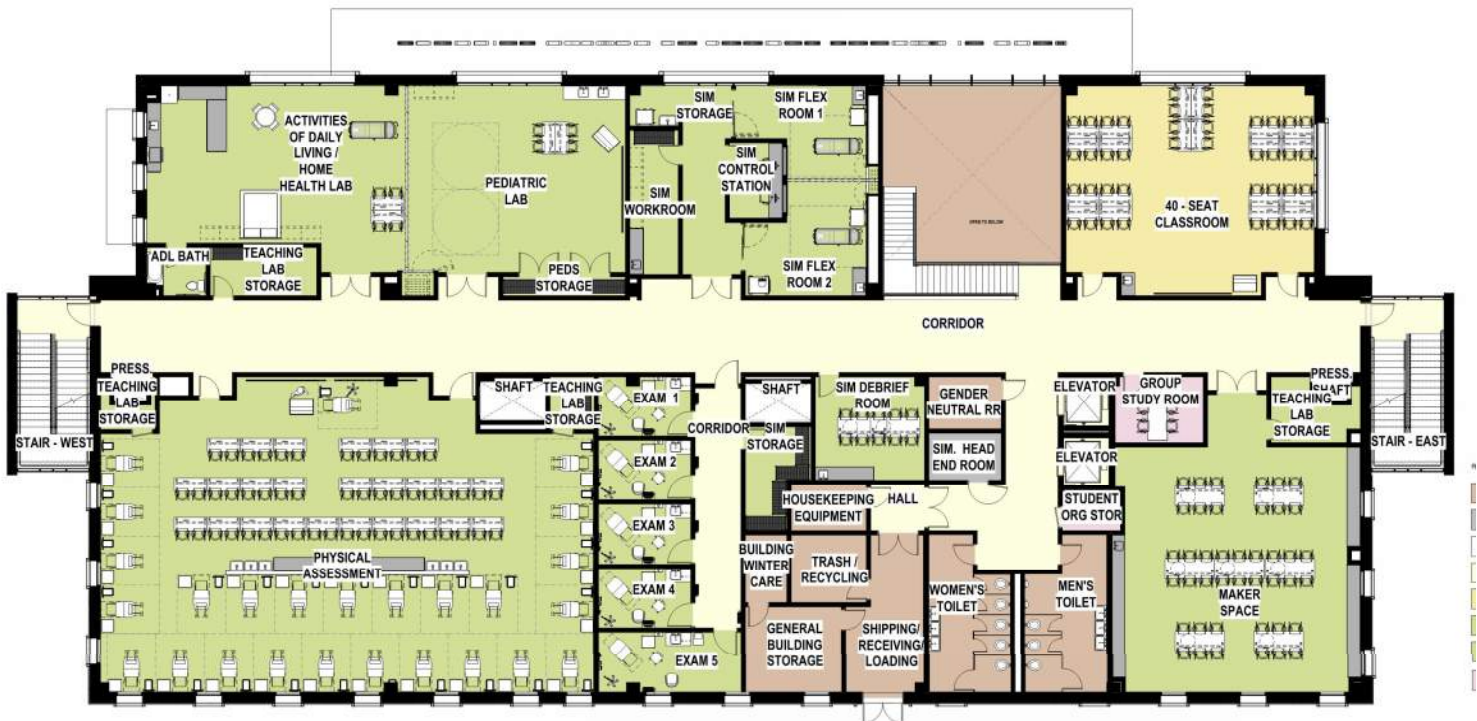 ACTIVITIES
OF DAILY
LIVING /
HOME
HEALTH LAB
PEDIATRIC
LAB
SIM
STORAGE
SIM FLEX
ROOM 1
SIM
CONTROL
STATION
SIM
WORKROOM
SIM FLEX
ROOM 2
OPEN TO BELOW
40 - SEAT
CLASSROOM
ADL BATH
TEACHING
LAB
STORAGE
PEDS
STORAGE
CORRIDOR
STAIR - WEST
PRESS.
TEACHING
LAB
STORAGE
SHAFT
TEACHING
LAB
STORAGE
EXAM 1
CORRIDOR
SHAFT
SIM
STORAGE
SIM DEBRIEF
ROOM
GENDER
NEUTRAL RR
SIM. HEAD
END ROOM
ELEVATOR
ELEVATOR
GROUP
STUDY ROOM
PRESS.
SHAFT
TEACHING
LAB
STORAGE
STAIR - EAST
EXAM 2
EXAM 3
EXAM 4
EXAM 5
HOUSEKEEPING
EQUIPMENT
HALL
STUDENT
ORG STOR
PHYSICAL
ASSESSMENT
BUILDING
WINTER
CARE
TRASH /
RECYCLING
WOMEN'S
TOILET
MEN'S
TOILET
MAKER
SPACE
GENERAL
BUILDING
STORAGE
SHIPPING/
RECEIVING/
LOADING